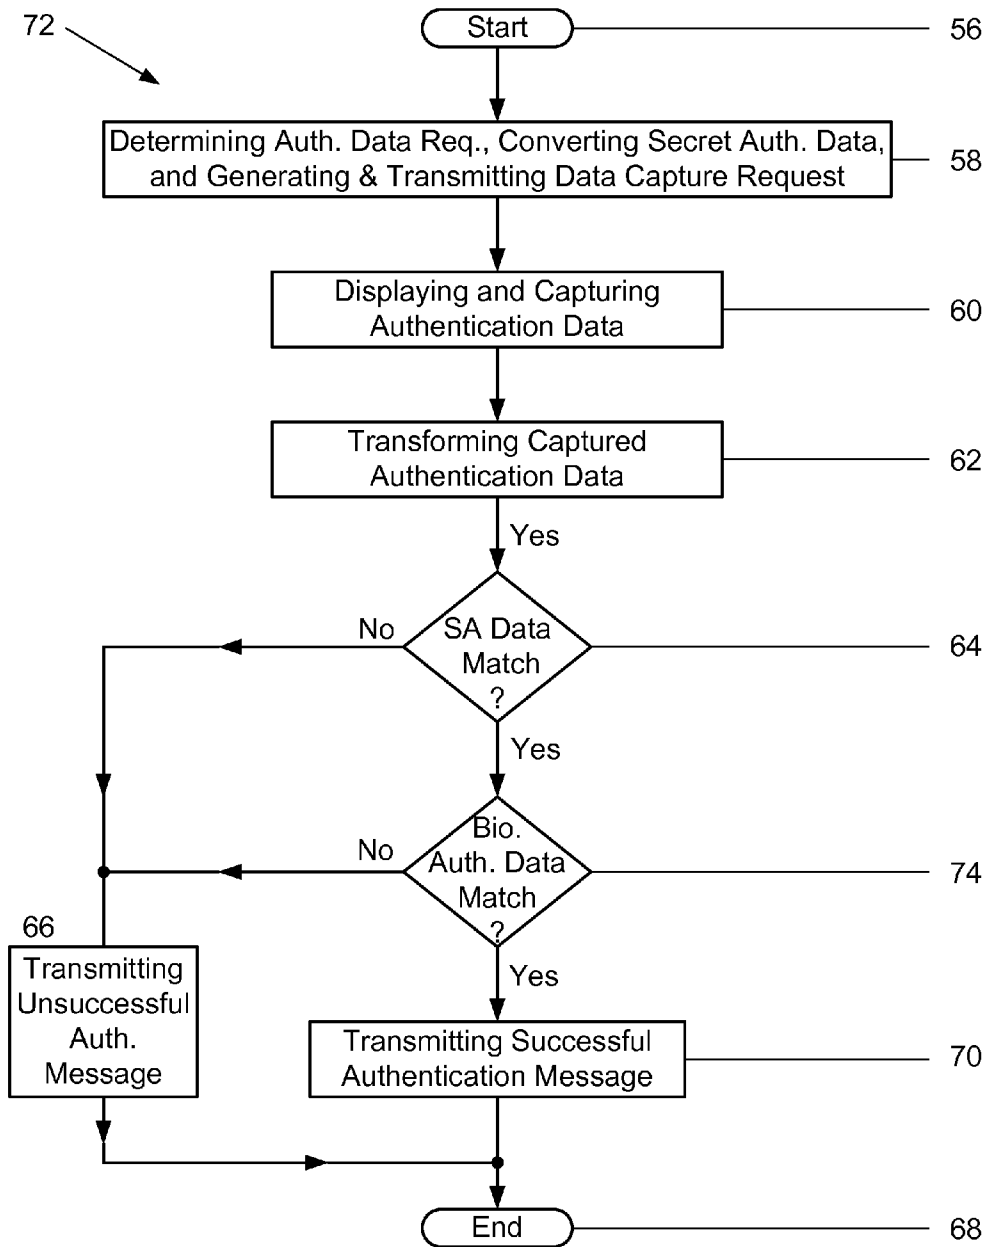 72
Start
56
Determining Auth. Data Req., Converting Secret Auth. Data,
and Generating & Transmitting Data Capture Request
58
Displaying and Capturing
Authentication Data
60
Transforming Captured
Authentication Data
62
Yes
No
SA Data
Match
?
64
Yes
No
Bio.
Auth. Data
Match
?
74
66
Transmitting
Unsuccessful
Auth.
Message
Yes
Transmitting Successful
Authentication Message
70
End
68